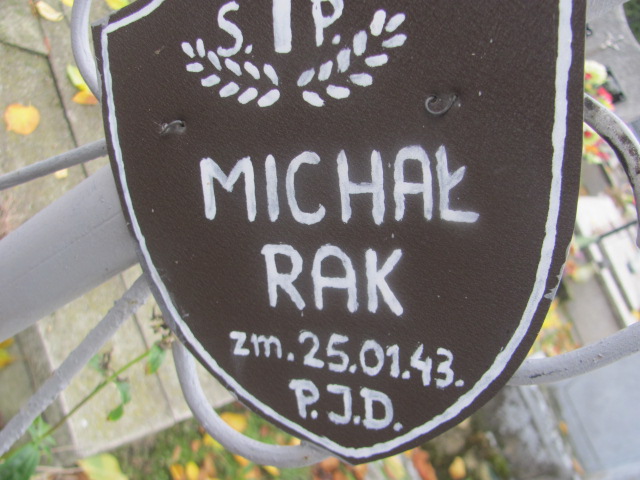 S. P.
MICHAŁ
RAK
zm. 25.01.43.
P.J.D.